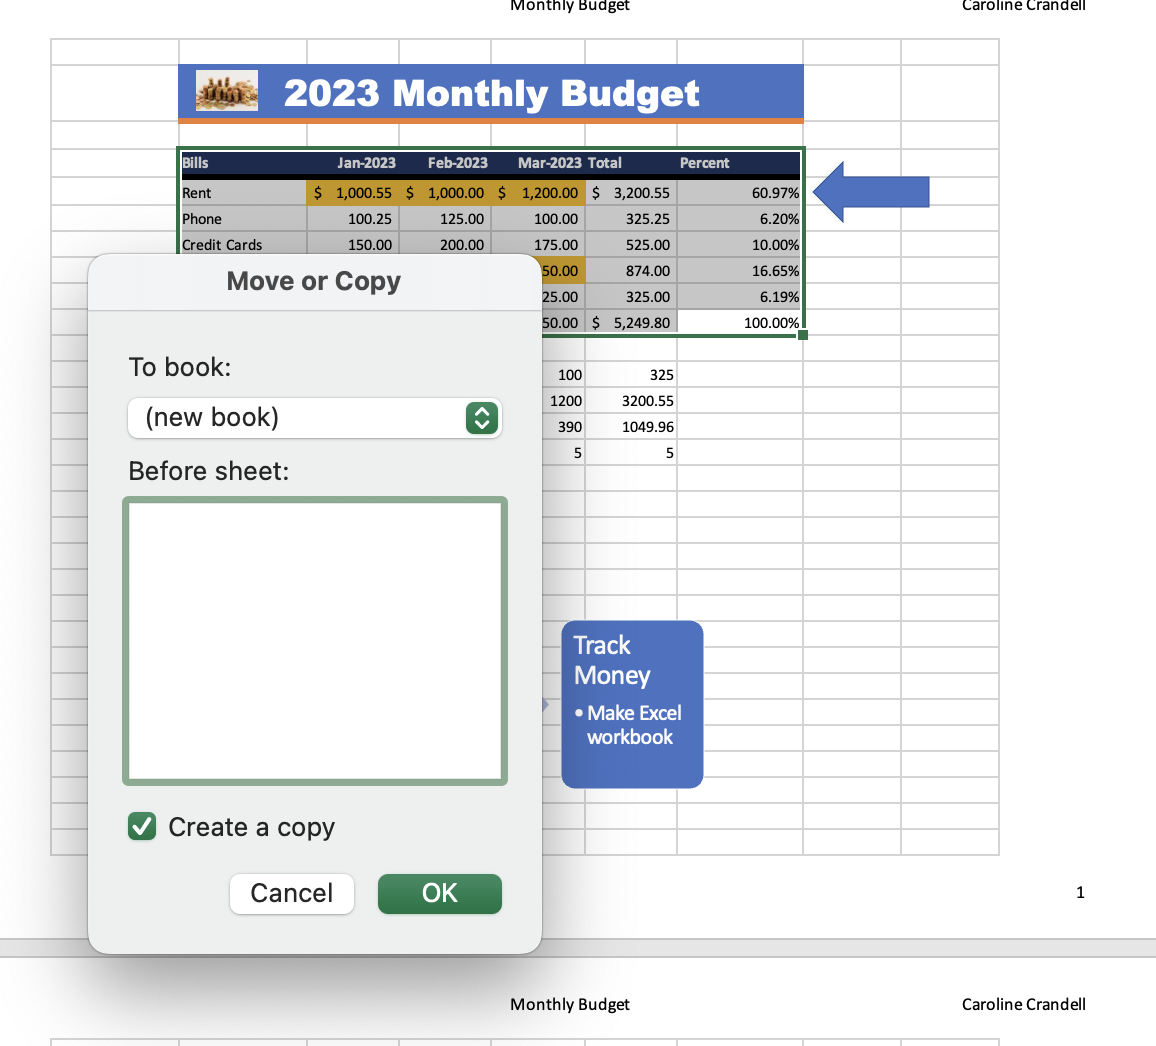 Monthly Budget Caroline Crandell
2023 Monthly Budget
Bills Jan-2023 Feb-2023 Mar-2023 Total Percent
Rent $ 1,000.55 $ 1,000.00 $ 1,200.00 $ 3,200.55 60.97%
Phone 100.25 125.00 100.00 325.25 6.20%
Credit Cards 150.00 200.00 175.00 525.00 10.00%
50.00 874.00 16.65%
25.00 325.00 6.19%
50.00 $ 5,249.80 100.00%
100 325
1200 3200.55
390 1049.96
5 5
Move or Copy
To book:
(new book)
Before sheet:
Create a copy
Cancel OK
Track
Money
• Make Excel
workbook
1
Monthly Budget Caroline Crandell